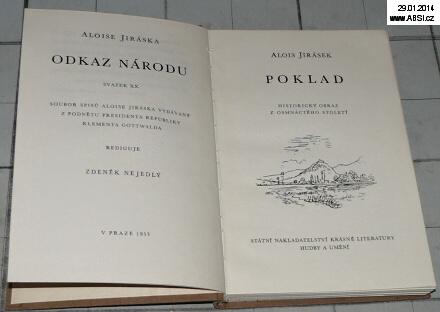 29.01.2014
www.ABSI.cz
ALOISE JIRÁSKA
ODKAZ NÁRODU
SVAZEK XX.
SOUBOR SPISŮ ALOISE JIRÁSKA VYDÁVANÝ
Z PODNĚTU PRESIDENTA REPUBLIKY
KLEMENTA GOTTWALDA
REDIGUJE
ZDENĚK NEJEDLÝ
V PRAZE 1953
ALOIS JIRÁSEK
POKLAD
HISTORICKÝ OBRAZ
Z OSMNÁCTÉHO STOLETÍ
STÁTNÍ NAKLADATELSTVÍ KRÁSNÉ LITERATURY
HUDBY A UMĚNÍ